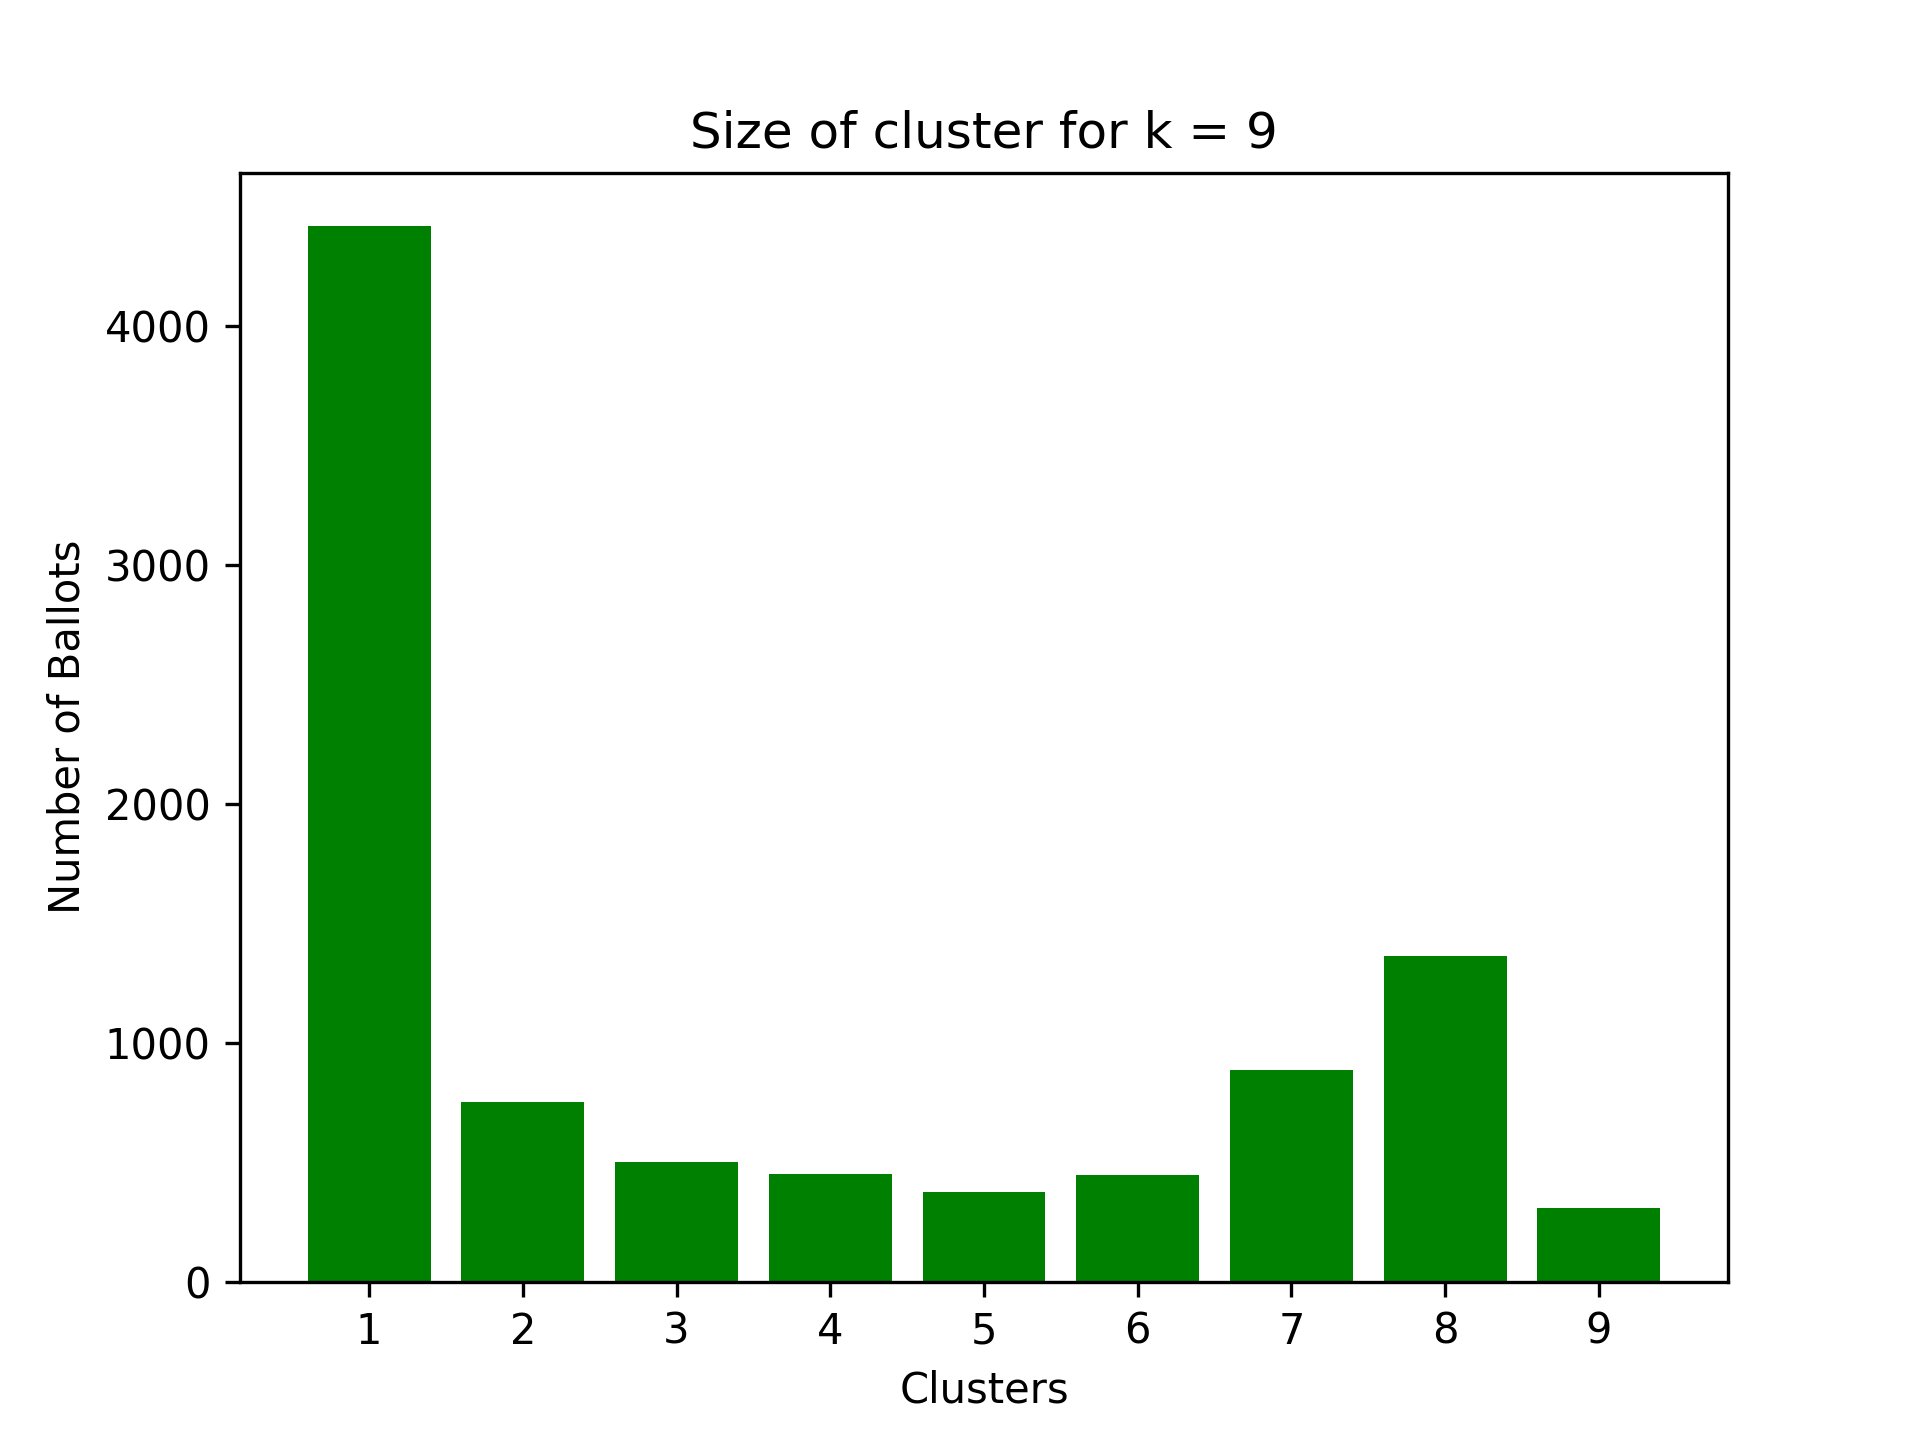 Size of cluster for k = 9
Number of Ballots
4000
3000
2000
1000
0
1 2 3 4 5 6 7 8 9
Clusters